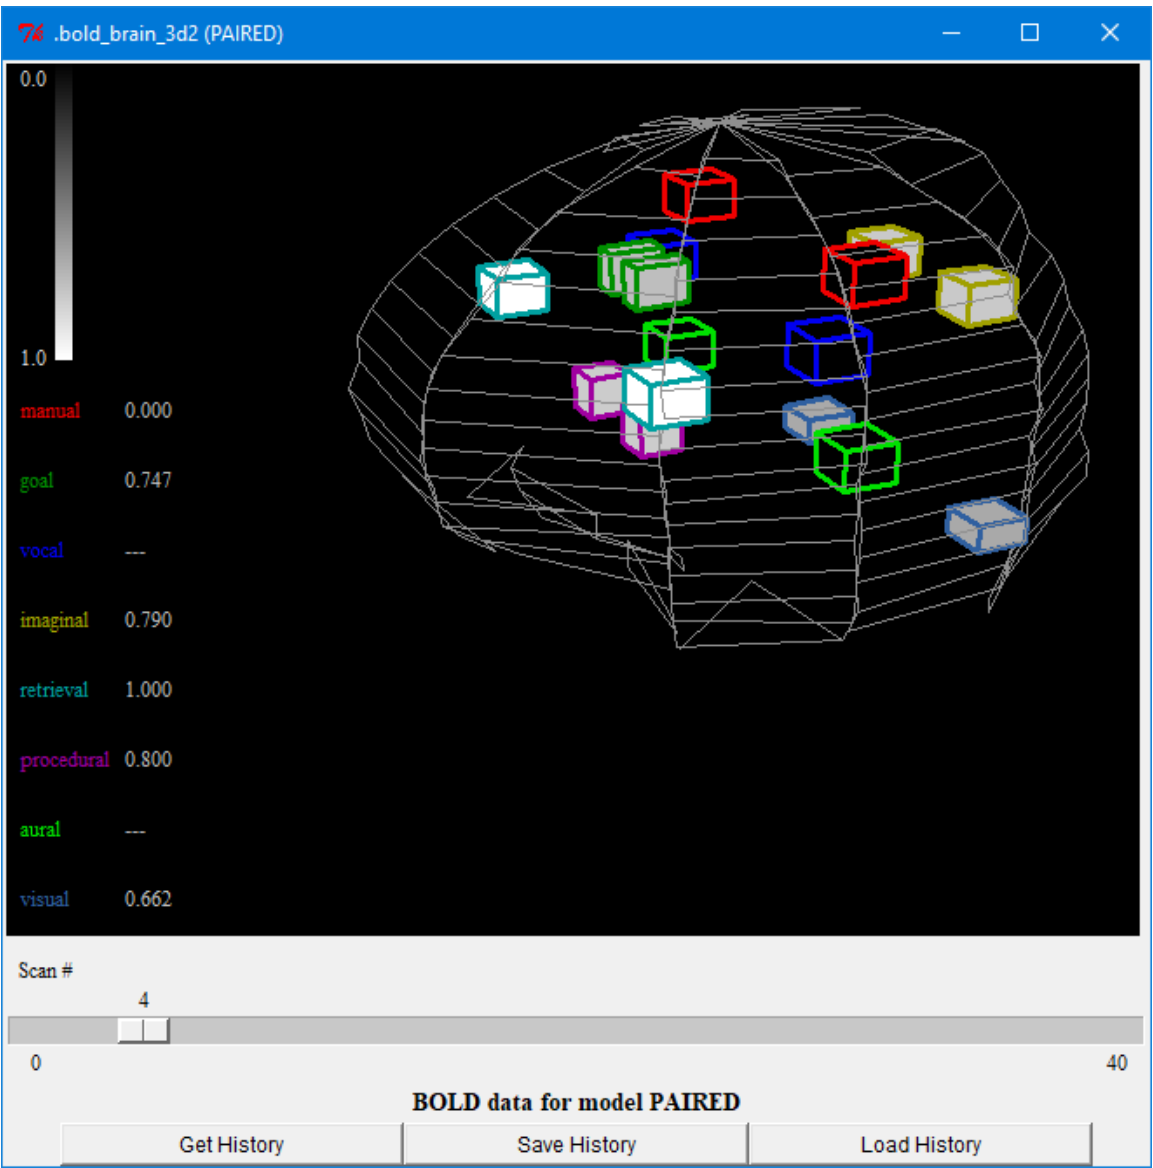 .bold_brain_3d2 (PAIRED)
0.0
1.0
manual 0.000
goal 0.747
vocal ---
imaginal 0.790
retrieval 1.000
procedural 0.800
aural ---
visual 0.662
Scan #
4
0 40
BOLD data for model PAIRED
Get History Save History Load History